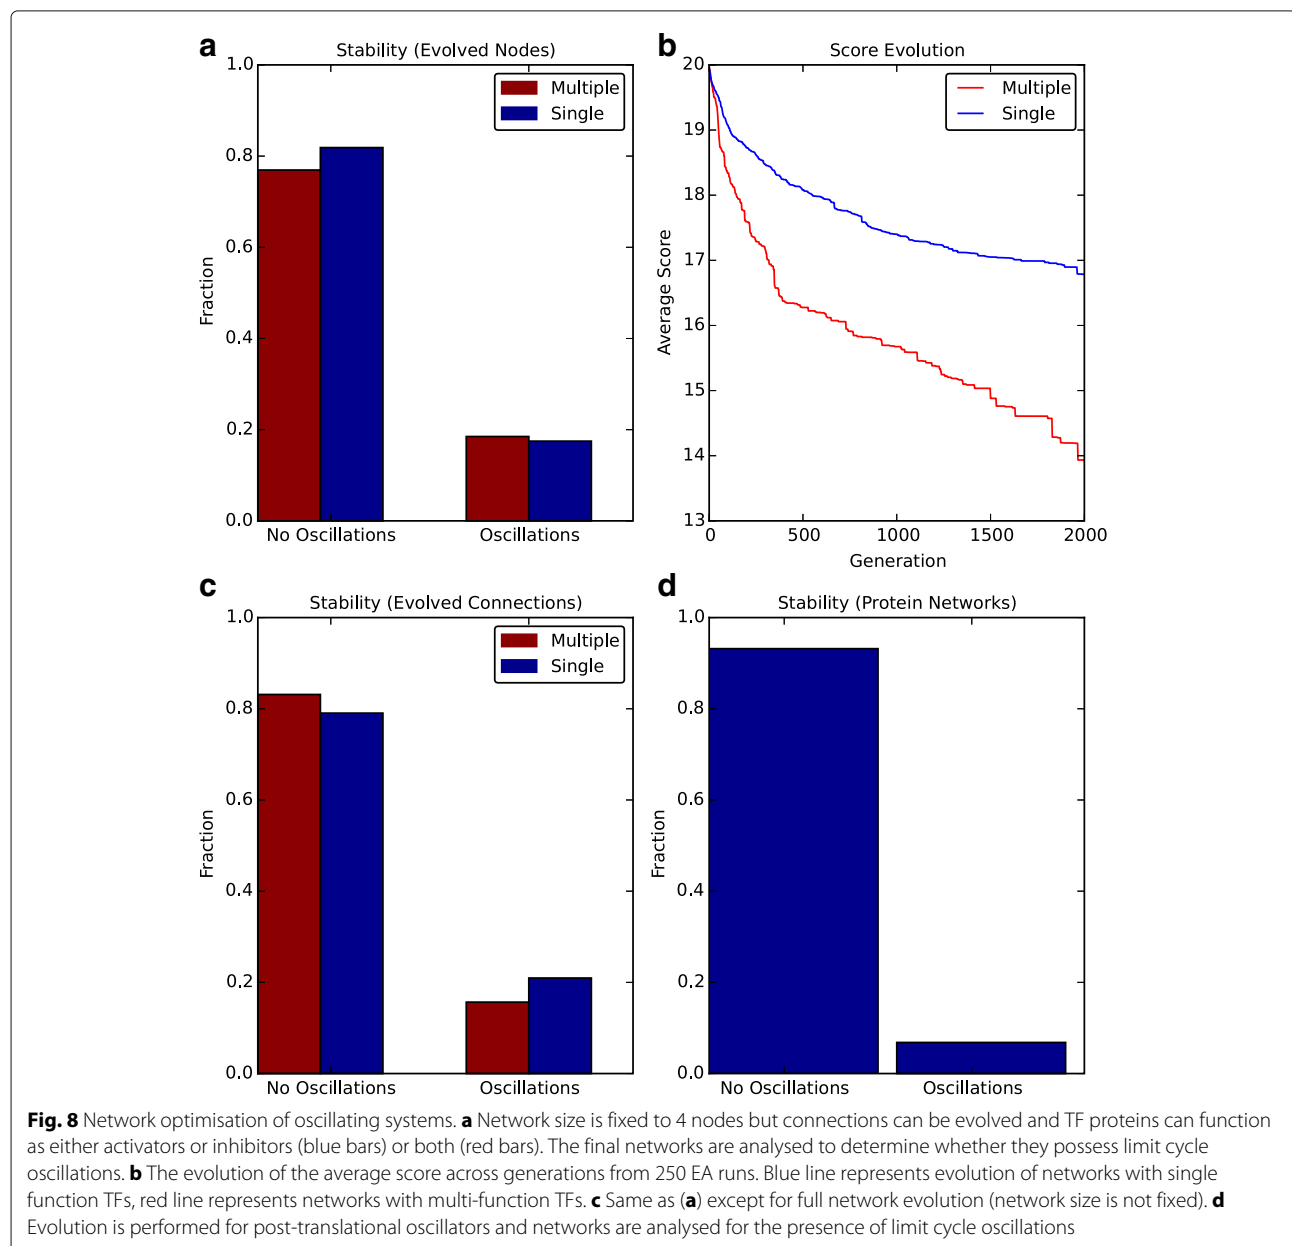 a
Stability (Evolved Nodes)
1.0
0.8
0.6
0.4
0.2
0.0
Fraction
Multiple
Single
No Oscillations
Oscillations
b
Score Evolution
20
19
18
17
16
15
14
13
Average Score
Multiple
Single
0 500 1000 1500 2000
Generation
c
Stability (Evolved Connections)
1.0
0.8
0.6
0.4
0.2
0.0
Fraction
Multiple
Single
No Oscillations
Oscillations
d
Stability (Protein Networks)
1.0
0.8
0.6
0.4
0.2
0.0
Fraction
No Oscillations
Oscillations
Fig. 8 Network optimisation of oscillating systems. a Network size is fixed to 4 nodes but connections can be evolved and TF proteins can function
as either activators or inhibitors (blue bars) or both (red bars). The final networks are analysed to determine whether they possess limit cycle
oscillations. b The evolution of the average score across generations from 250 EA runs. Blue line represents evolution of networks with single
function TFs, red line represents networks with multi-function TFs. c Same as (a) except for full network evolution (network size is not fixed). d
Evolution is performed for post-translational oscillators and networks are analysed for the presence of limit cycle oscillations